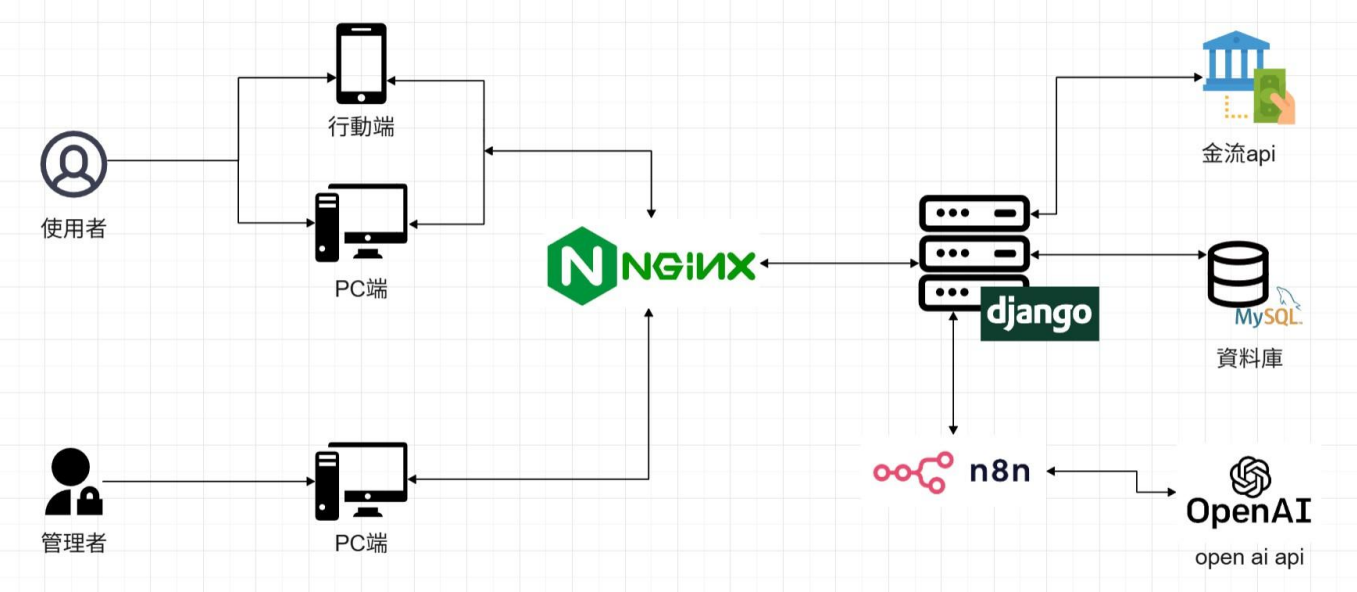 行動端
使用者
PC端
NGINX
django
金流api
MySQL
資料庫
管理者
PC端
n8n
OpenAI
open ai api